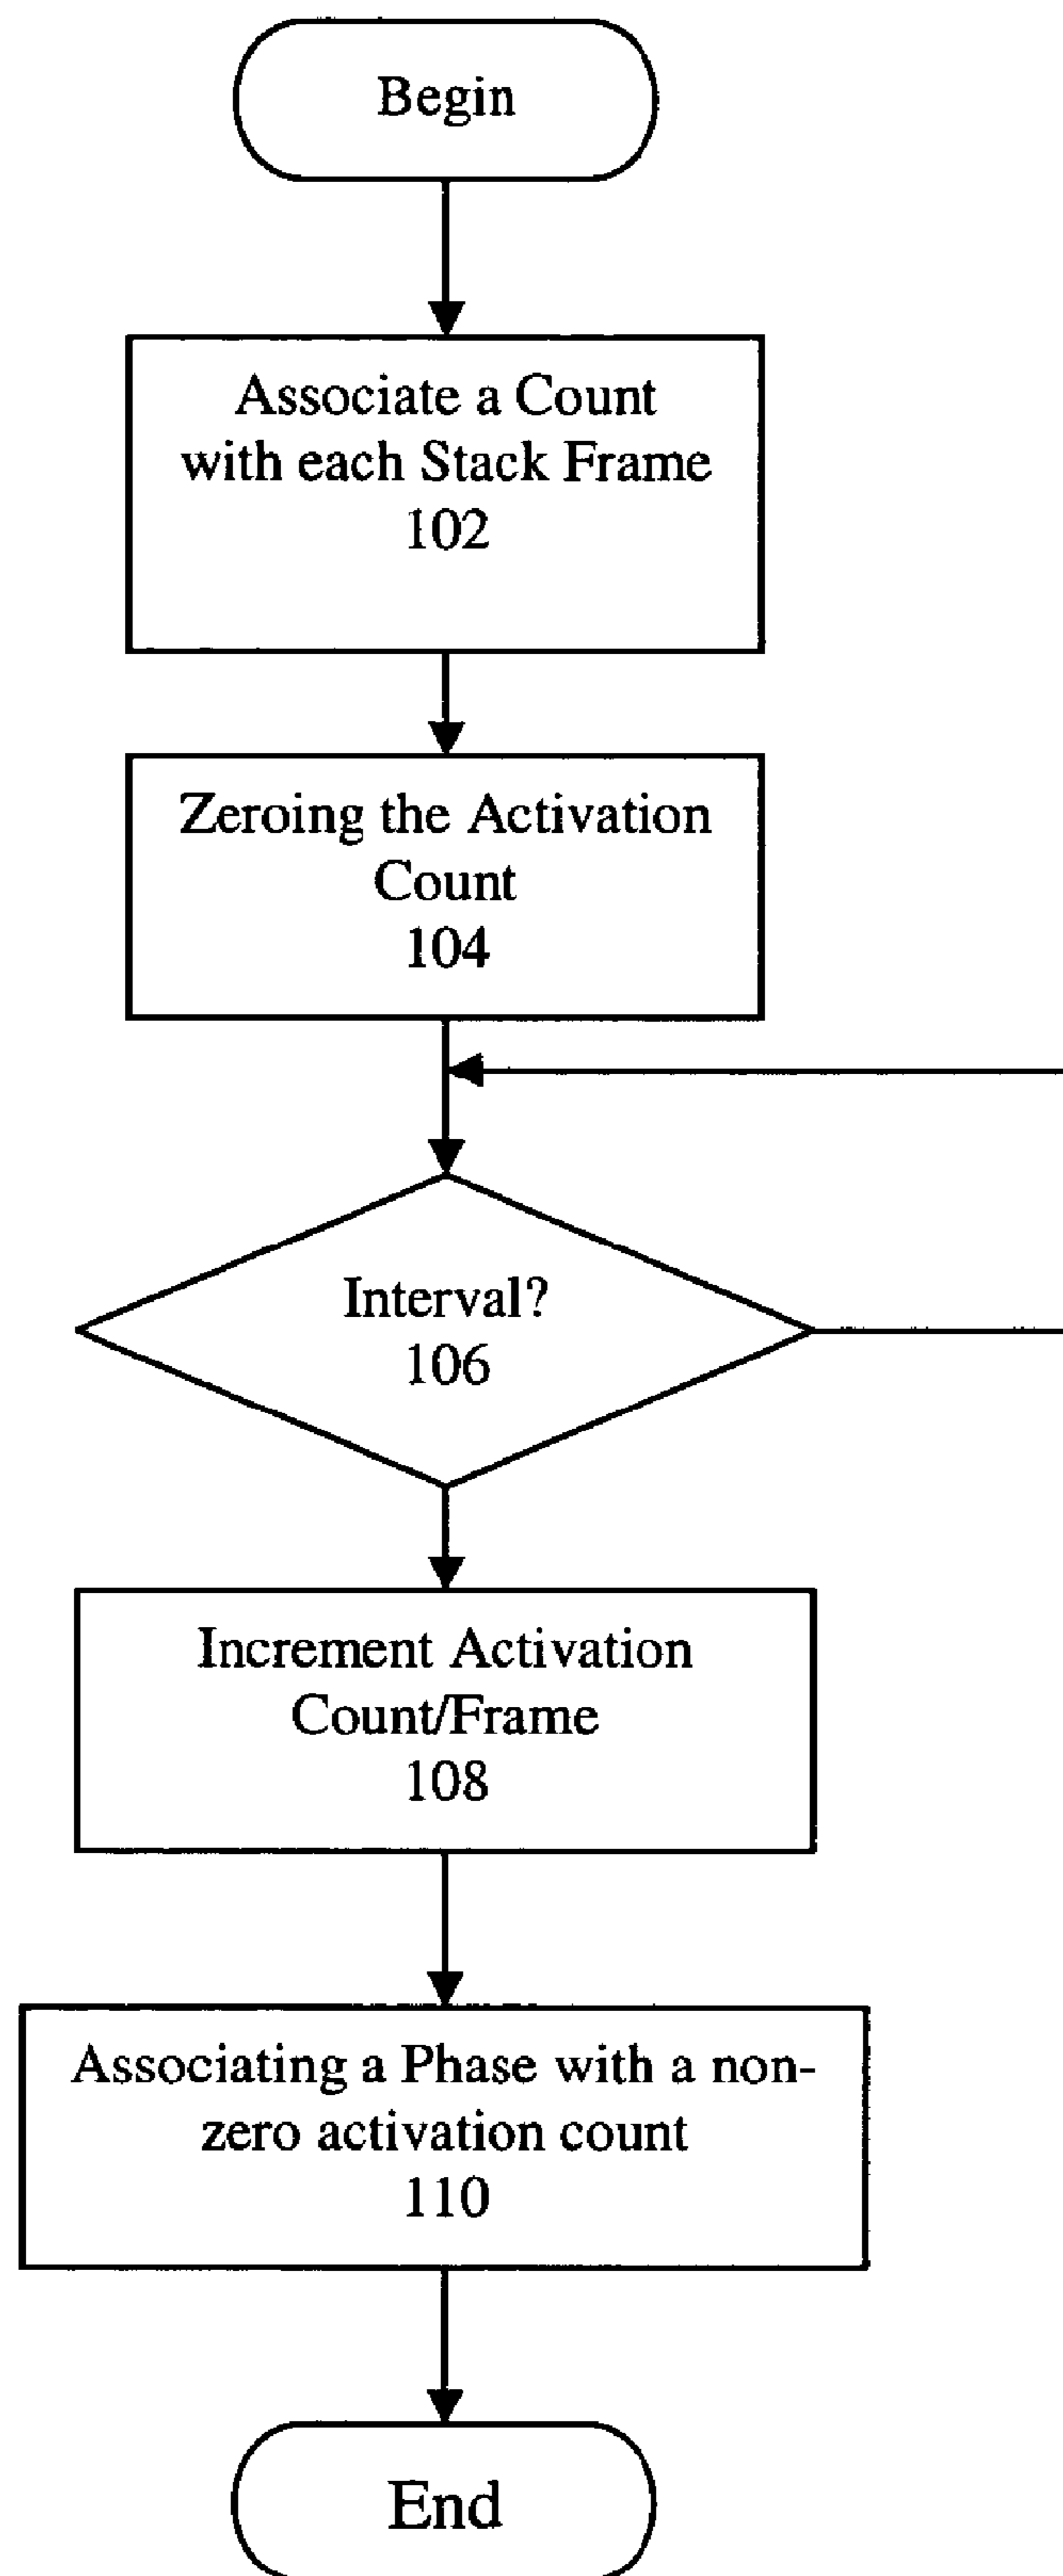 Begin
Associate a Count
with each Stack Frame
102
Zeroing the Activation
Count
104
Interval?
106
Increment Activation
Count/Frame
108
Associating a Phase with a non-
zero activation count
110
End